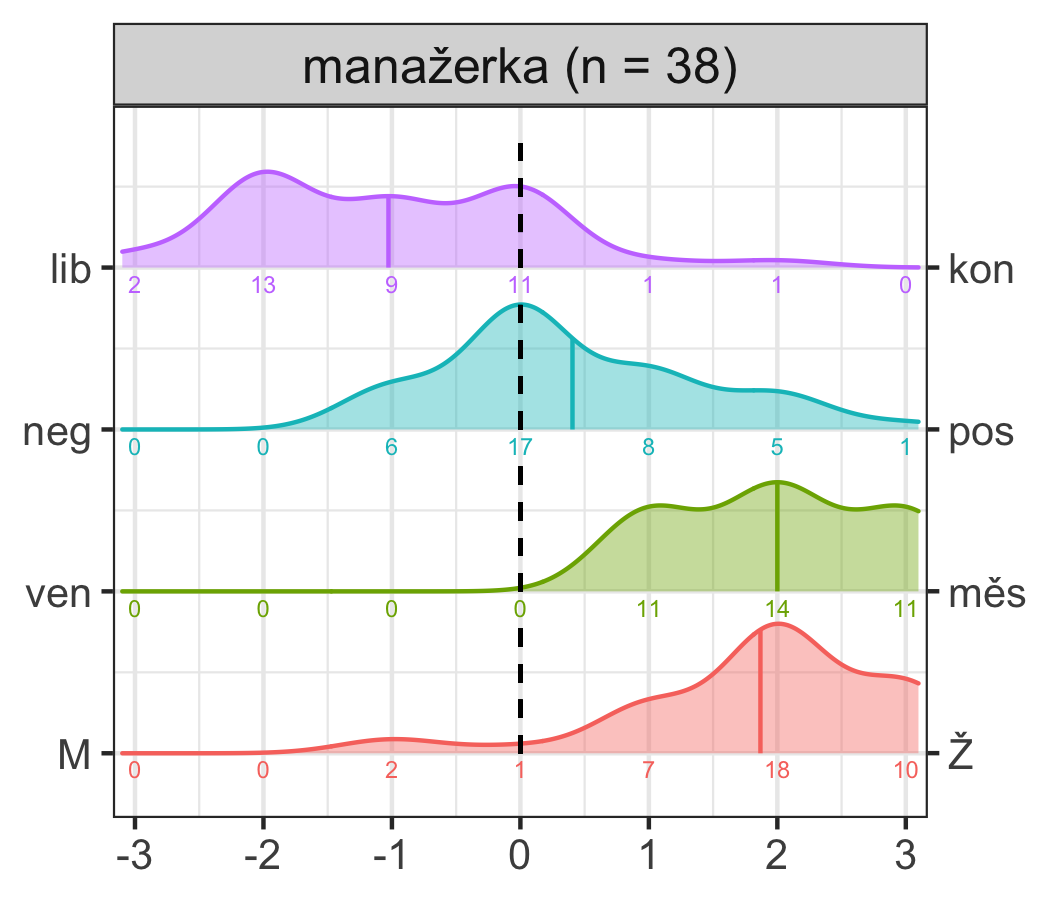 manažerka (n = 38)
lib kon
2 13 9 11 1 1 0
neg pos
0 0 6 17 8 5 1
ven měs
0 0 0 0 11 14 11
M Ž
0 0 2 1 7 18 10
-3 -2 -1 0 1 2 3